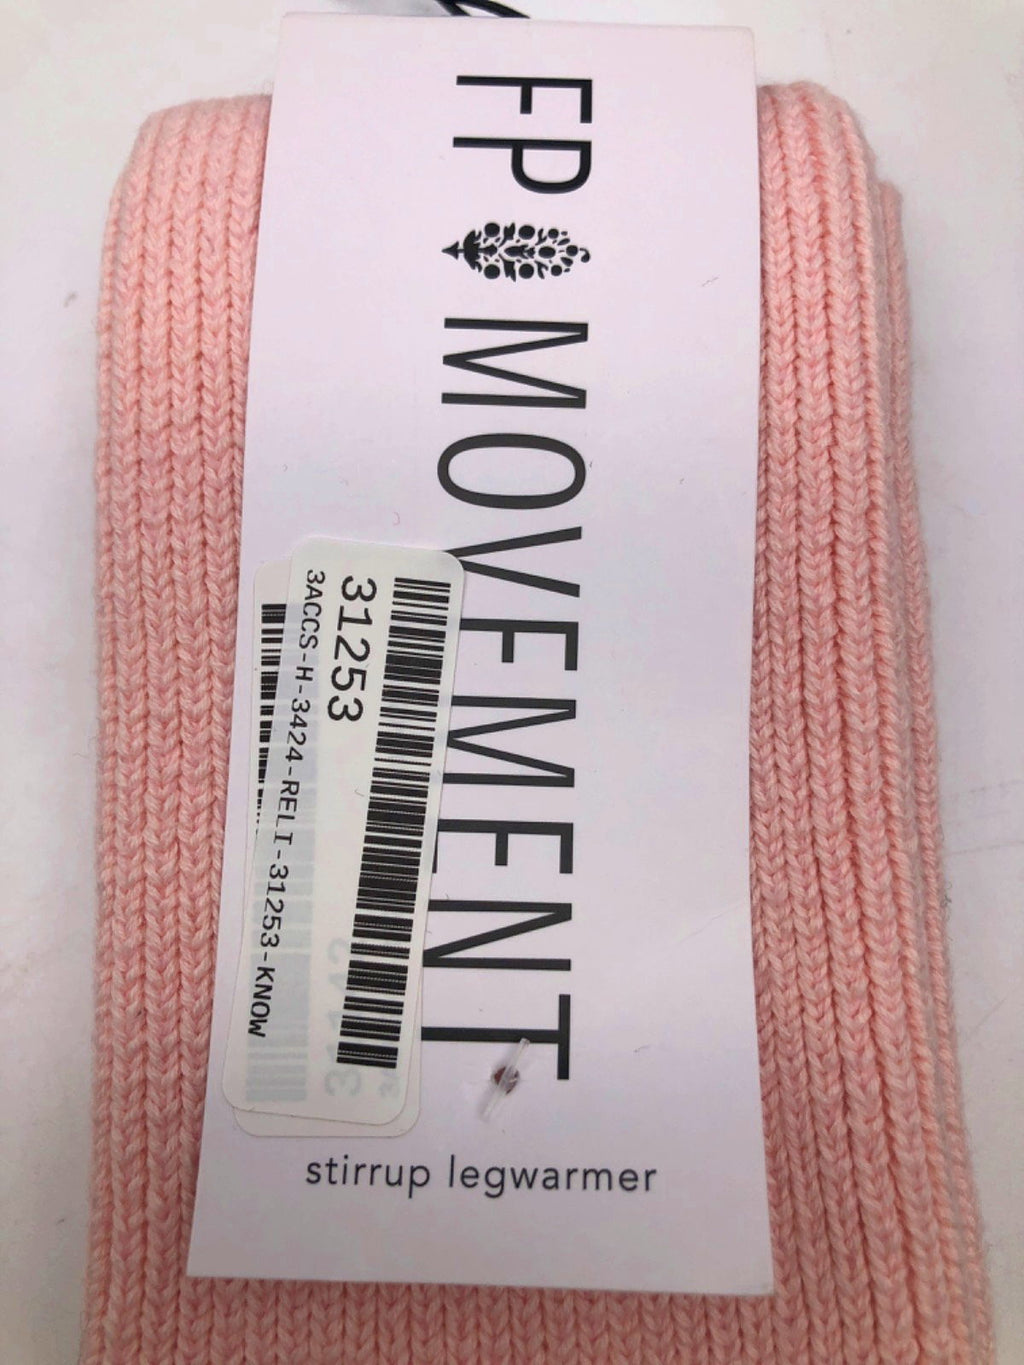 FP MOVEMENT
31253
3ACCS-H-3424-RELI-31253-KNOW
stirrup legwarmer